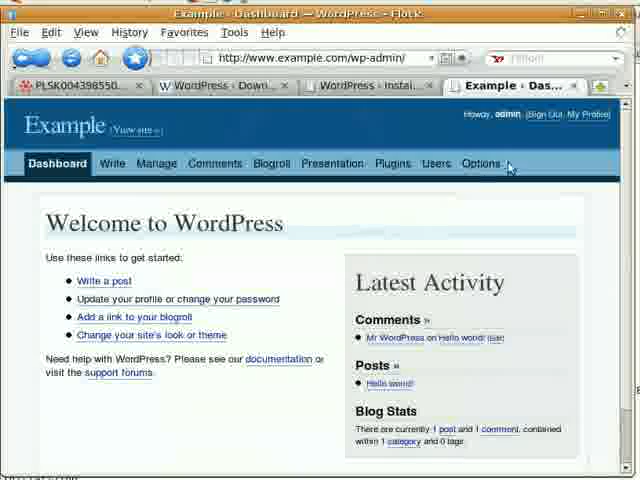 Example › Dashboard — WordPress - Flock
File Edit View History Favorites Tools Help
http://www.example.com/wp-admin/
PLSK004398550... WordPress › Down... WordPress › Instal... Example › Das...
Howdy, admin. [Sign Out, My Profile]
Example (View site »)
Dashboard Write Manage Comments Blogroll Presentation Plugins Users Options
Welcome to WordPress
Use these links to get started:
Write a post
Update your profile or change your password
Add a link to your blogroll
Change your site's look or theme
Need help with WordPress? Please see our documentation or
visit the support forums.
Latest Activity
Comments »
Mr WordPress on Hello world! (Edit)
Posts »
Hello world!
Blog Stats
There are currently 1 post and 1 comment, contained
within 1 category and 0 tags.